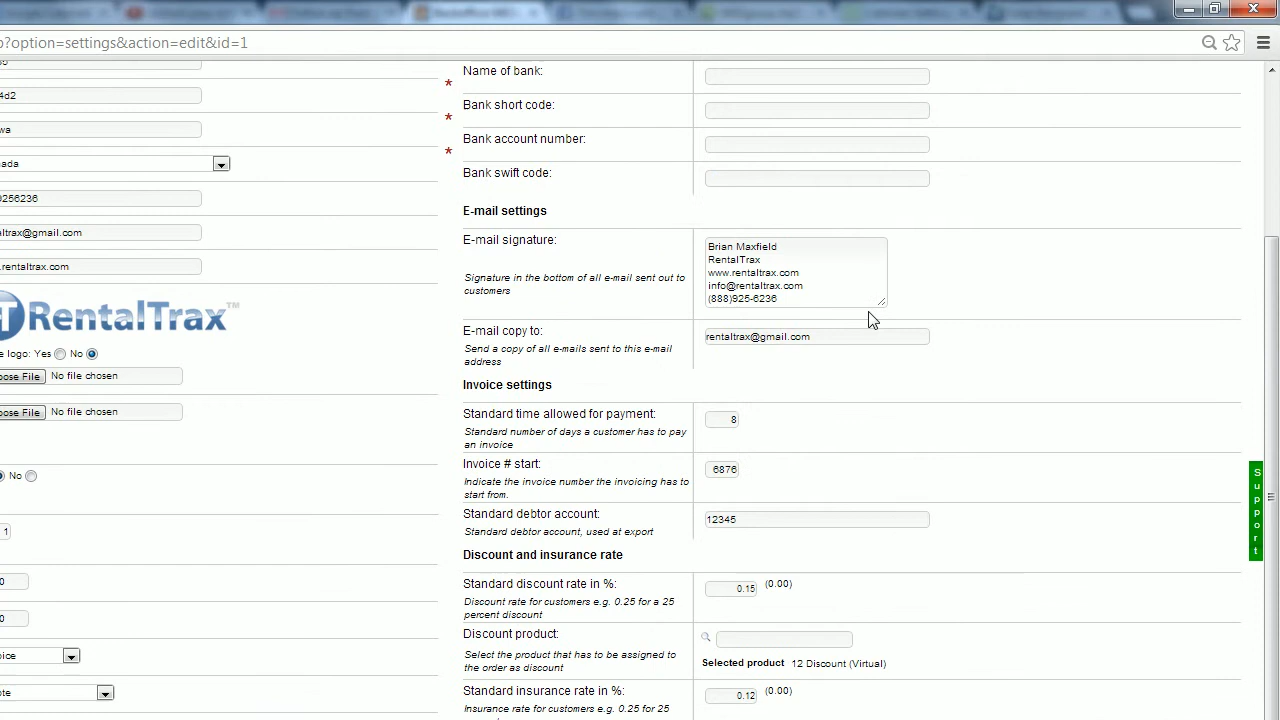 p?option=settings&action=edit&id=1
4d2
wa
nada
9256236
altrax@gmail.com
.rentaltrax.com
RentalTrax™
e logo: Yes No
oose File No file chosen
oose File No file chosen
No
1
0
0
oice
ote
*
*
*
Name of bank:
Bank short code:
Bank account number:
Bank swift code:
E-mail settings
E-mail signature:
Signature in the bottom of all e-mail sent out to
customers
Brian Maxfield
RentalTrax
www.rentaltrax.com
info@rentaltrax.com
(888)925-6236
E-mail copy to:
Send a copy of all e-mails sent to this e-mail
address
rentaltrax@gmail.com
Invoice settings
Standard time allowed for payment:
Standard number of days a customer has to pay
an invoice
8
Invoice # start:
Indicate the invoice number the invoicing has to
start from.
6876
Standard debtor account:
Standard debtor account, used at export
12345
Discount and insurance rate
Standard discount rate in %:
Discount rate for customers e.g. 0.25 for a 25
percent discount
0.15 (0.00)
Discount product:
Select the product that has to be assigned to
the order as discount
Selected product 12 Discount (Virtual)
Standard insurance rate in %:
Insurance rate for customers e.g. 0.25 for 25
0.12 (0.00)
Support